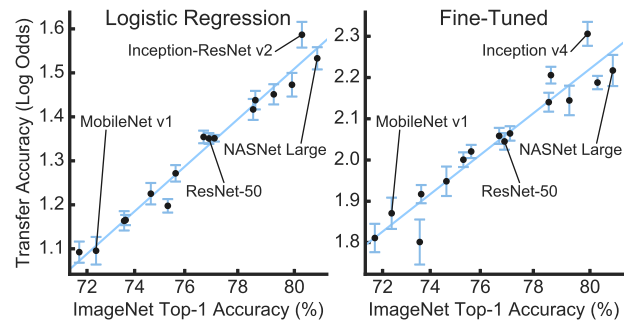 Logistic Regression
Transfer Accuracy (Log Odds)
1.6
1.5
1.4
1.3
1.2
1.1
Inception-ResNet v2
MobileNet v1
NASNet Large
ResNet-50
72 74 76 78 80
ImageNet Top-1 Accuracy (%)
Fine-Tuned
2.3
2.2
2.1
2.0
1.9
1.8
Inception v4
MobileNet v1
NASNet Large
ResNet-50
72 74 76 78 80
ImageNet Top-1 Accuracy (%)